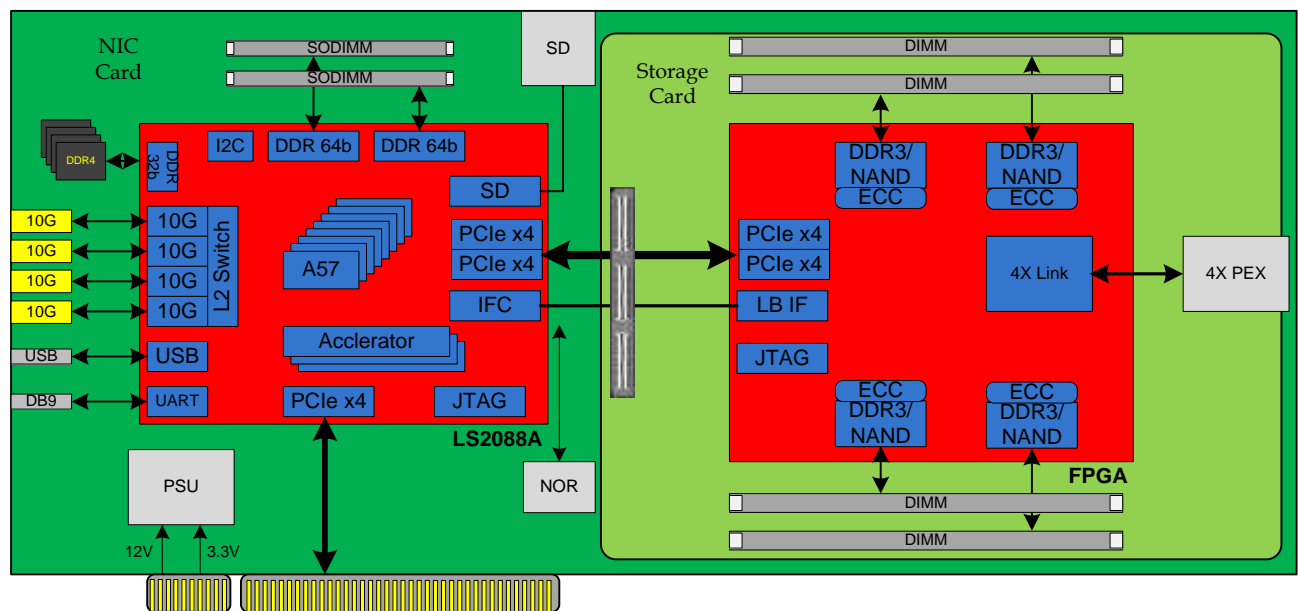 NIC
Card
SODIMM
SODIMM
SD
Storage
Card
DIMM
DIMM
DDR4
DDR
32b
I2C
DDR 64b
DDR 64b
SD
DDR3/
NAND
ECC
DDR3/
NAND
ECC
10G
10G
10G
10G
10G
10G
10G
10G
L2 Switch
A57
PCIe x4
PCIe x4
PCIe x4
PCIe x4
4X Link
4X PEX
IFC
LB IF
Acclerator
USB
USB
JTAG
DB9
UART
PCIe x4
JTAG
ECC
DDR3/
NAND
ECC
DDR3/
NAND
LS2088A
FPGA
PSU
NOR
DIMM
DIMM
12V
3.3V